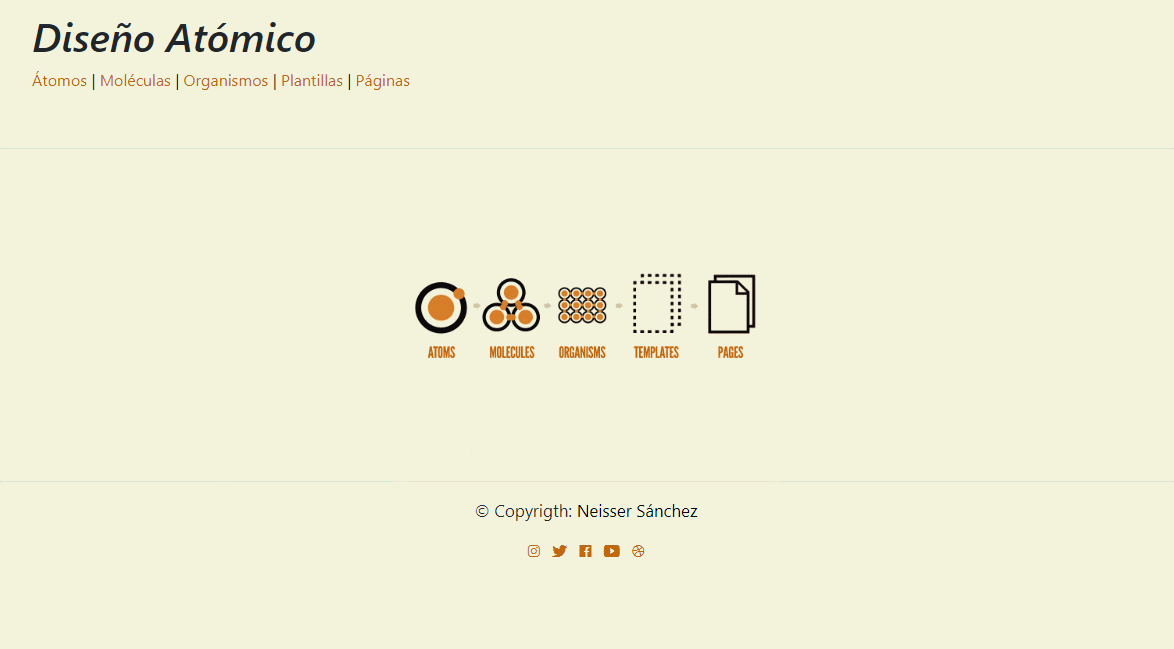 Diseño Atómico
Átomos | Moléculas | Organismos | Plantillas | Páginas
ATOMS MOLECULES ORGANISMS TEMPLATES PAGES
© Copyrigth: Neisser Sánchez